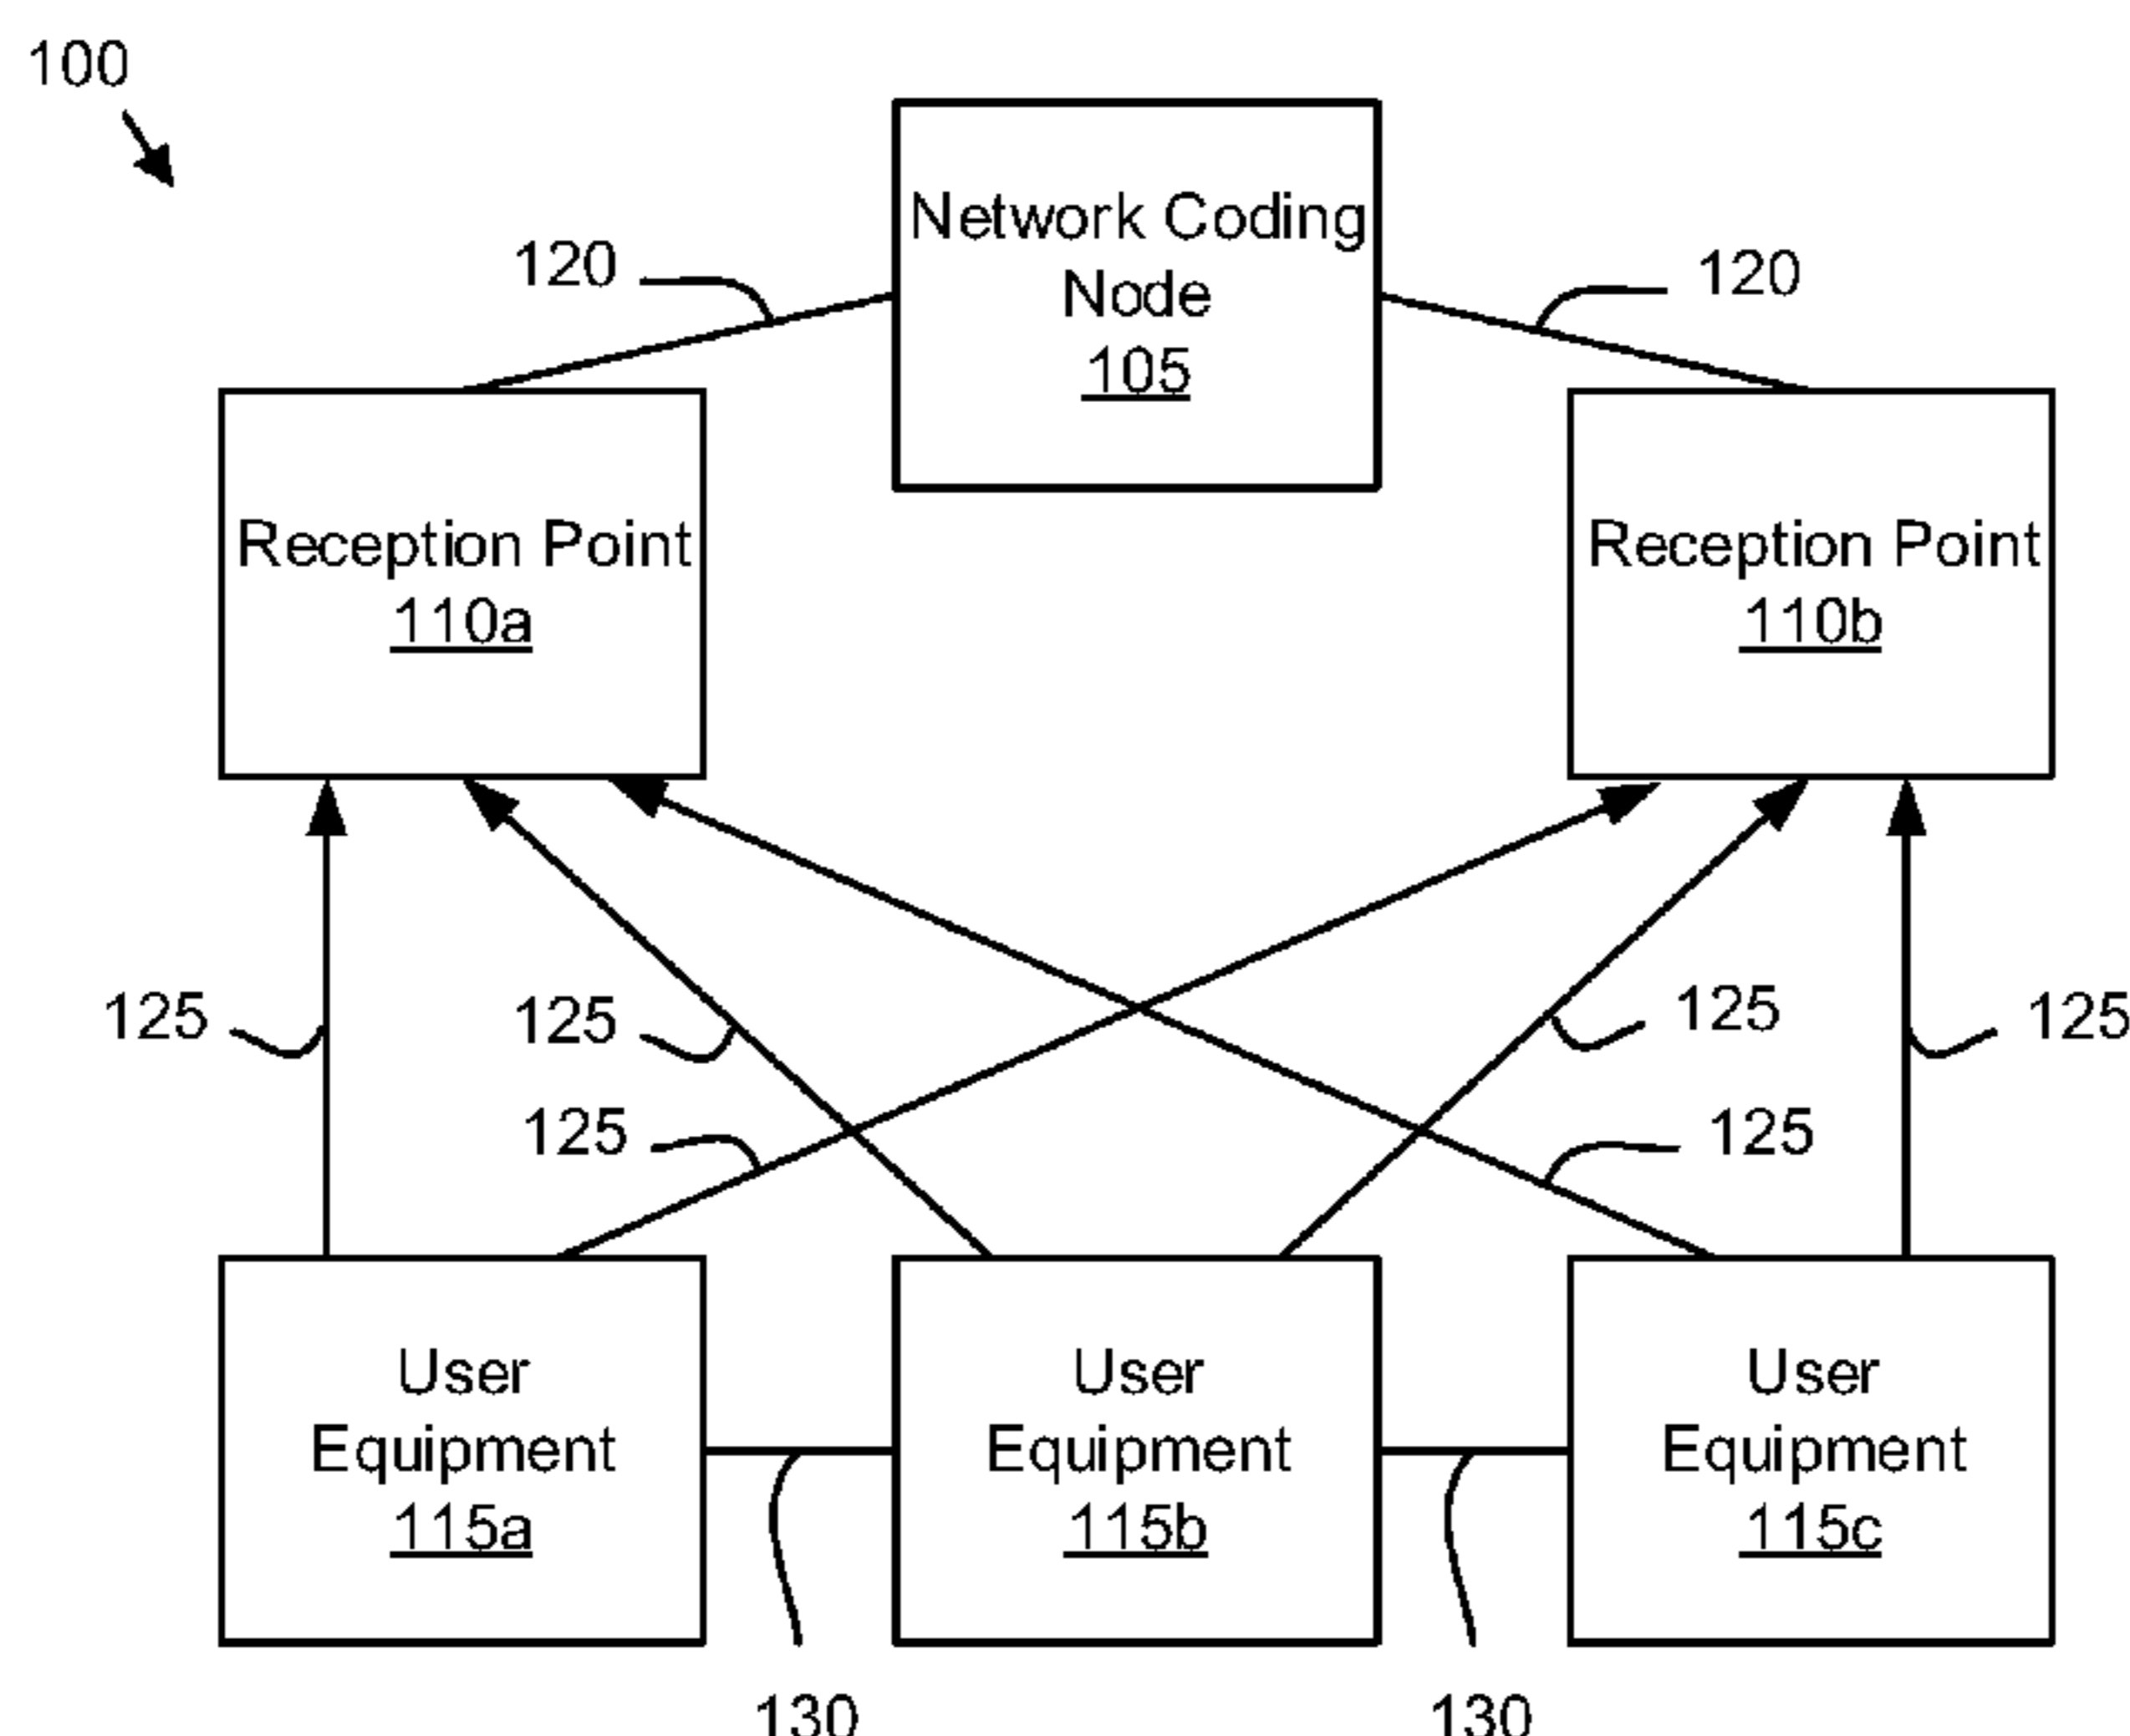 100
Network Coding
Node
105
120
120
Reception Point
110a
Reception Point
110b
125
125
125
125
125
125
User
Equipment
115a
User
Equipment
115b
User
Equipment
115c
130
130